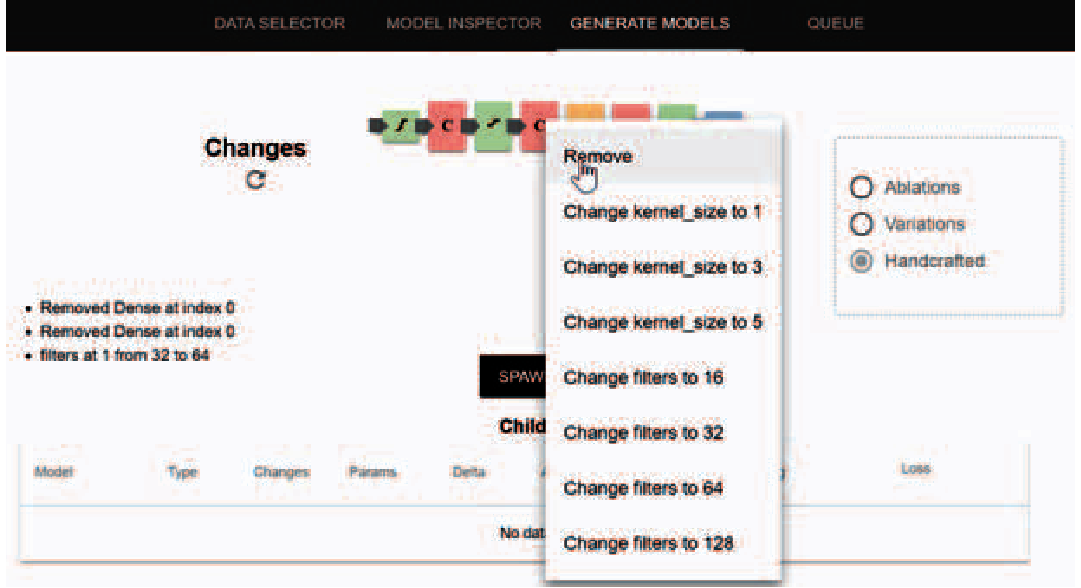 DATA SELECTOR MODEL INSPECTOR GENERATE MODELS QUEUE
C C
Changes
Remove
Change kernel_size to 1
Change kernel_size to 3
Change kernel_size to 5
Change filters to 16
Change filters to 32
Change filters to 64
Change filters to 128
Ablations
Variations
Handcrafted
• Removed Dense at index 0
• Removed Dense at index 0
• filters at 1 from 32 to 64
SPAW
Child
Model Type Changes Params Delta Loss
No dat